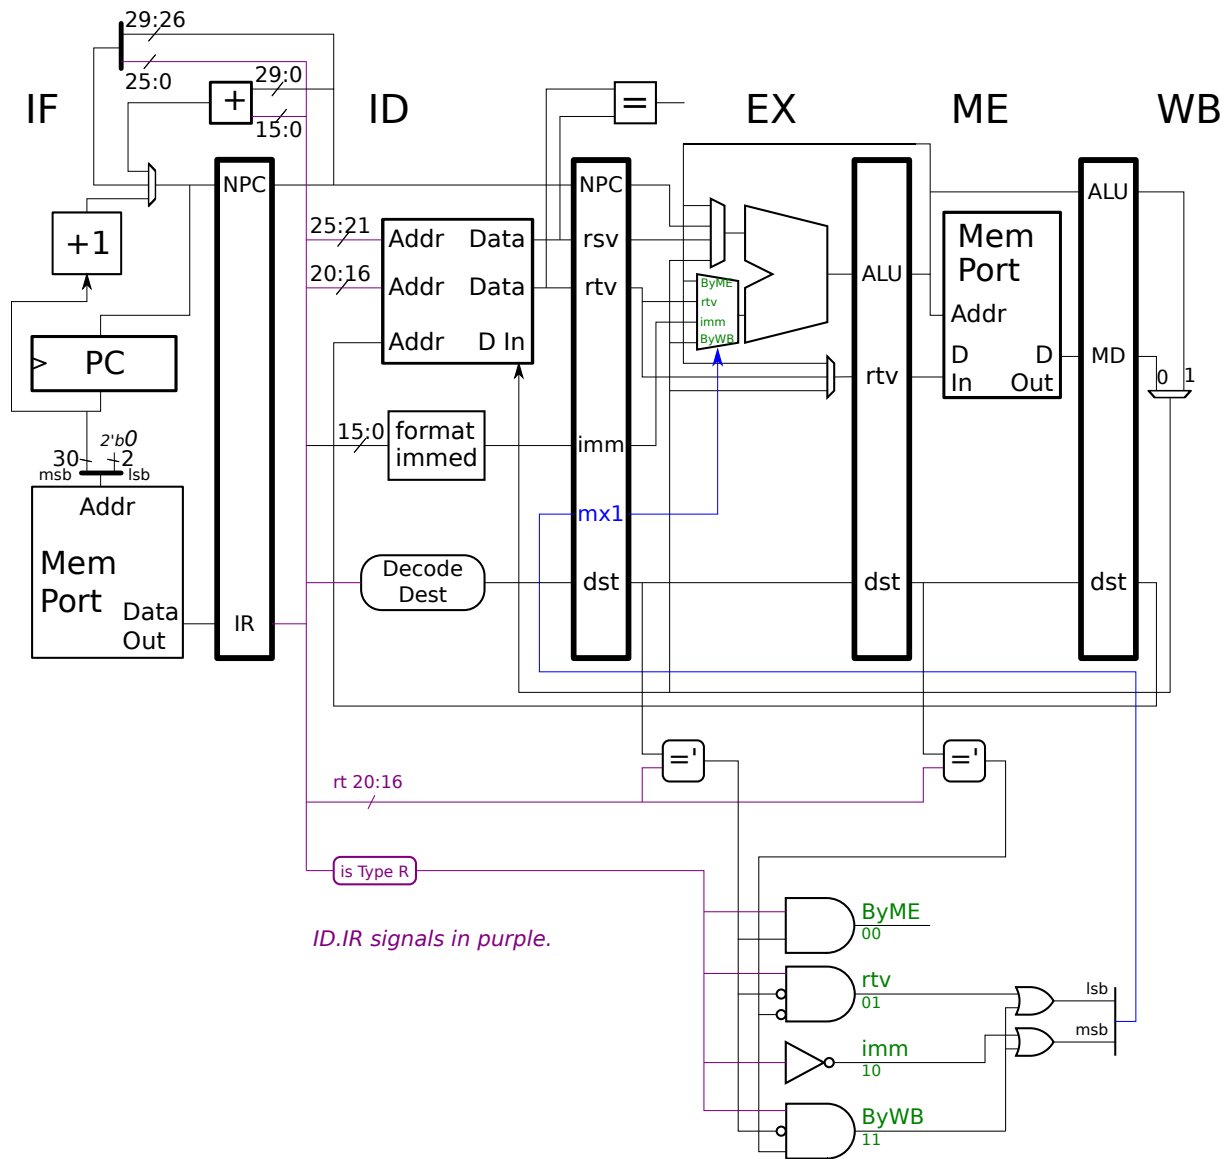 29:26
25:0
29:0
15:0
IF
ID
EX
ME
WB
+
=
NPC
NPC
ALU
+1
25:21
20:16
Addr
Data
Addr
Data
Addr
D In
rsv
rtv
ByME
rtv
imm
ByWB
ALU
Mem
Port
Addr
D
In
D
Out
MD
0
1
PC
rtv
2'b0
30
2
msb
lsb
15:0
format
immed
imm
Addr
Mem
Port
Data
Out
mx1
Decode
Dest
dst
dst
dst
IR
='
='
rt 20:16
is Type R
ID.IR signals in purple.
ByME
00
rtv
01
imm
10
ByWB
11
lsb
msb